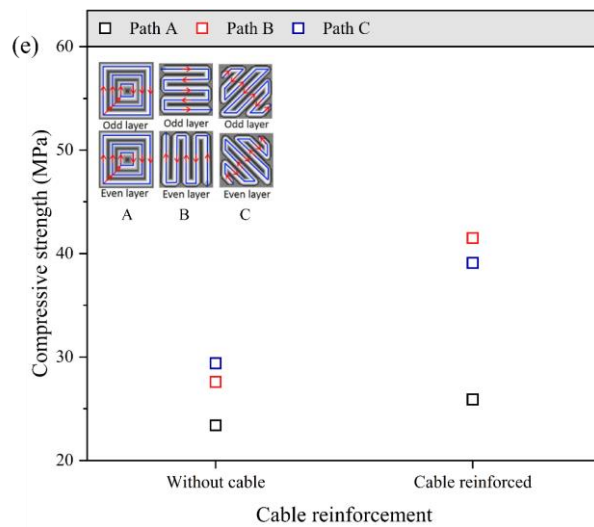 (e)
Path A Path B Path C
60
50
40
30
20
Compressive strength (MPa)
Odd layer Odd layer Odd layer
Even layer Even layer Even layer
A B C
Without cable Cable reinforced
Cable reinforcement